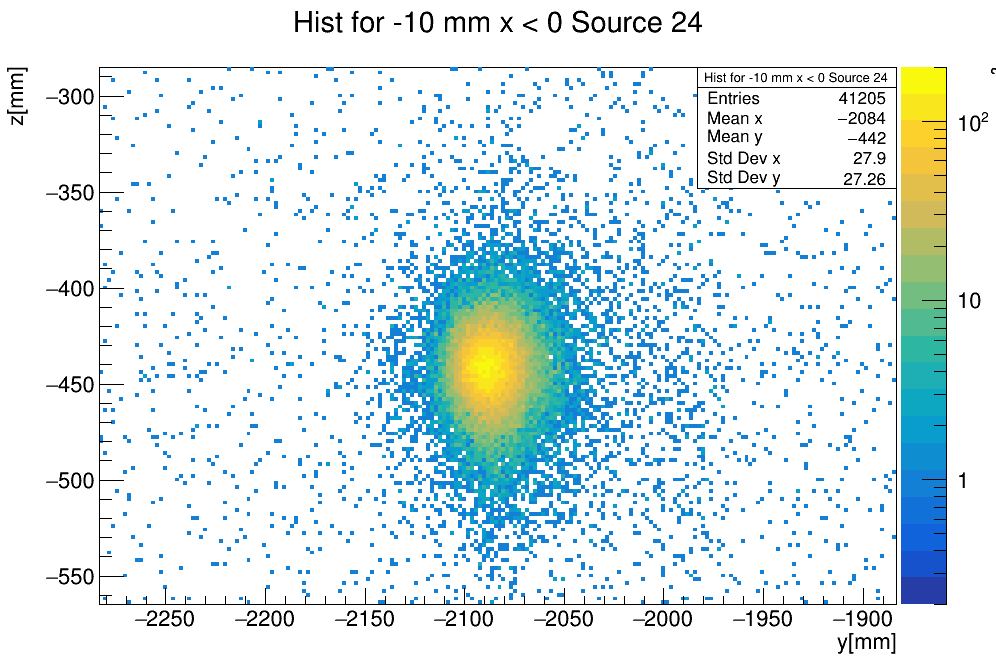 Hist for -10 mm x < 0 Source 24
z[mm]
Hist for -10 mm x < 0 Source 24
Entries 41205
Mean x −2084
Mean y −442
Std Dev x 27.9
Std Dev y 27.26
−300
−350
−400
−450
−500
−550
10²
10
1
−2250 −2200 −2150 −2100 −2050 −2000 −1950 −1900
y[mm]